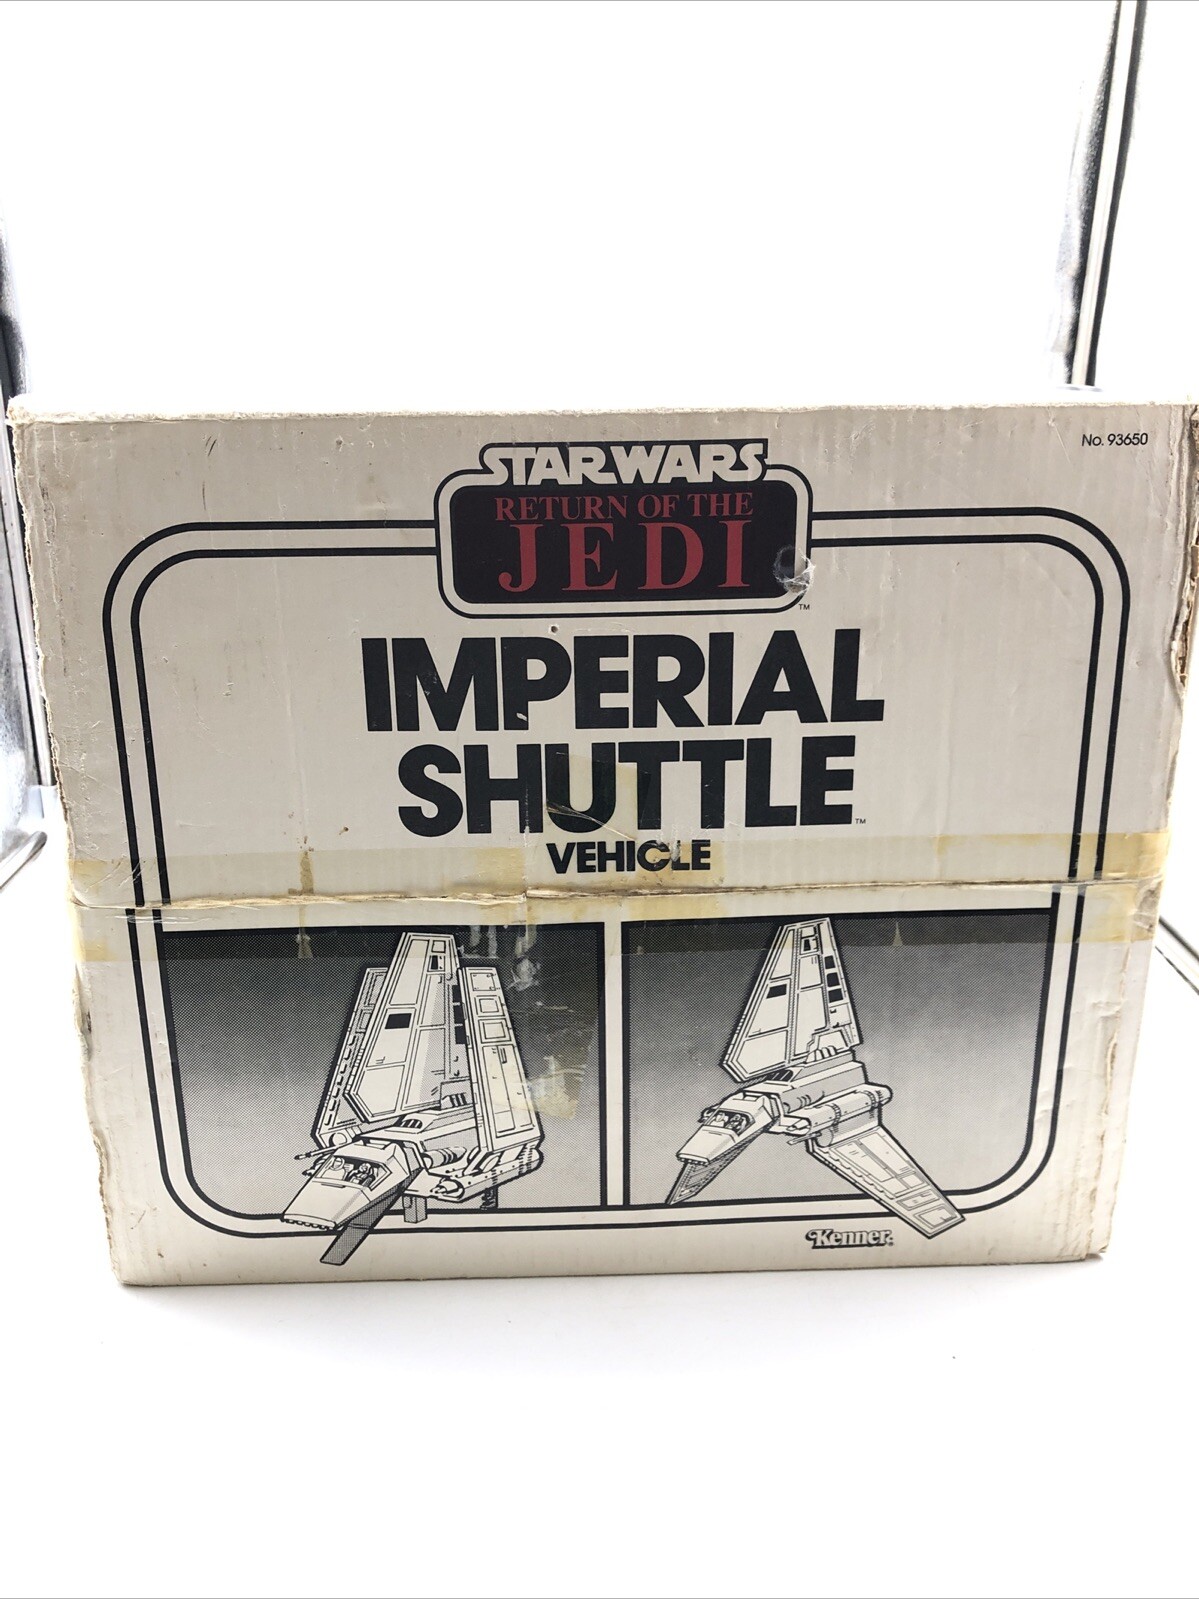 No. 93650
STAR WARS
RETURN OF THE
JEDI
TM
IMPERIAL
SHUTTLE
TM
VEHICLE
Kenner